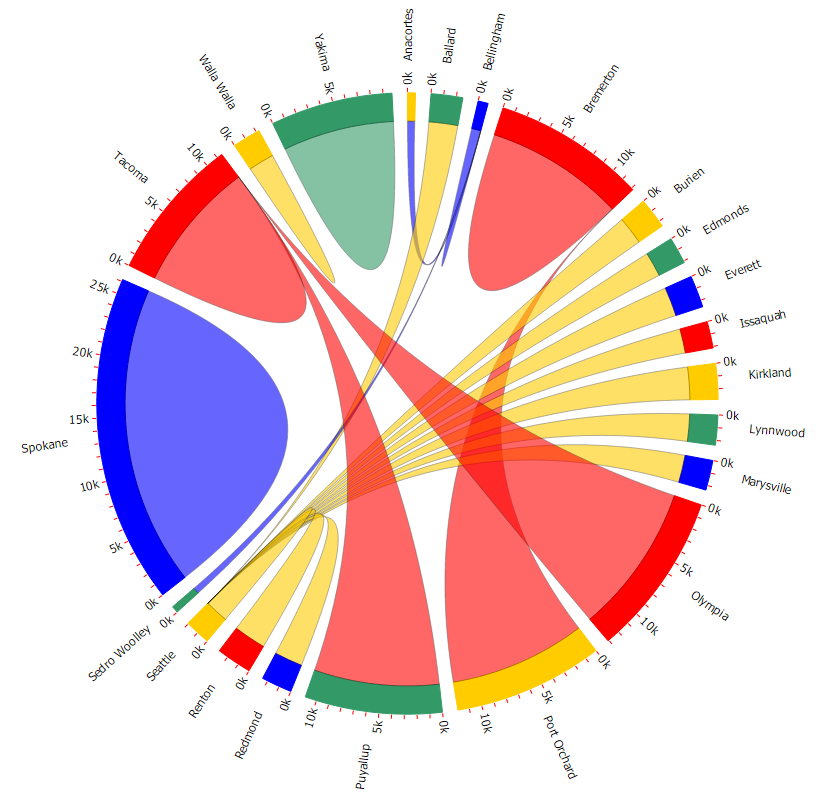 Anacortes
0k
Ballard
0k
Bellingham
0k
Bremerton
0k
5k
10k
Burien
0k
Edmonds
0k
Everett
0k
Issaquah
0k
Kirkland
0k
Lynnwood
0k
Marysville
0k
Olympia
0k
5k
10k
Port Orchard
0k
5k
10k
Puyallup
0k
5k
10k
Redmond
0k
Renton
0k
Seattle
0k
Sedro Woolley
0k
Spokane
0k
5k
10k
15k
20k
25k
Tacoma
0k
5k
10k
Walla Walla
0k
Yakima
0k
5k